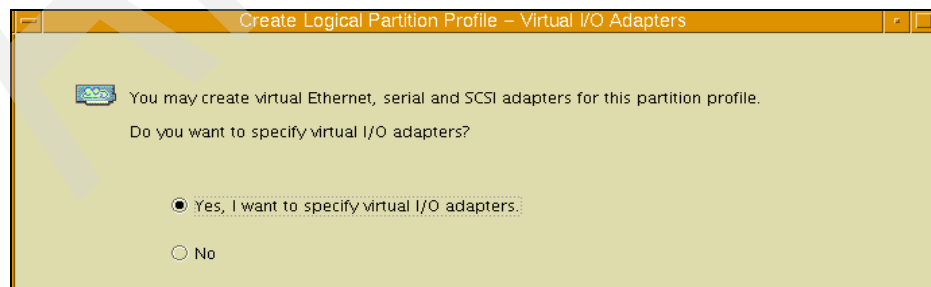 Create Logical Partition Profile – Virtual I/O Adapters
You may create virtual Ethernet, serial and SCSI adapters for this partition profile.
Do you want to specify virtual I/O adapters?
Yes, I want to specify virtual I/O adapters.
No